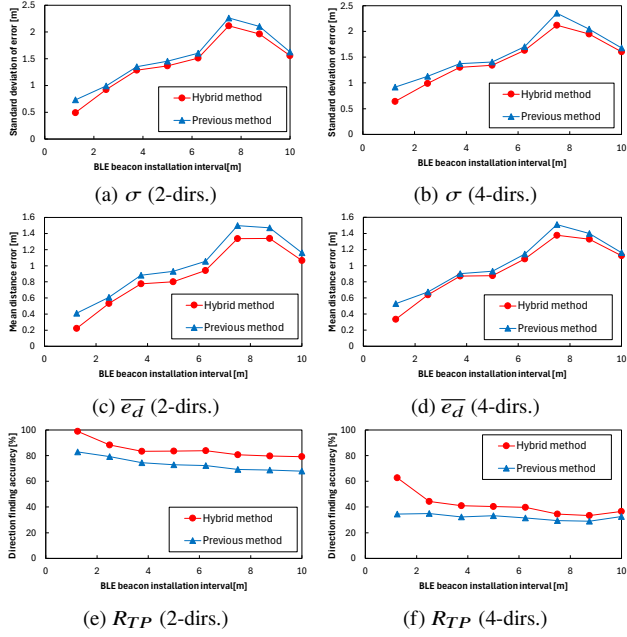 Standard deviation of error [m]
2.5
2
1.5
1
0.5
0
Hybrid method
Previous method
0 2 4 6 8 10
BLE beacon installation interval[m]
(a) σ (2-dirs.)
Standard deviation of error [m]
2.5
2
1.5
1
0.5
0
Hybrid method
Previous method
0 2 4 6 8 10
BLE beacon installation interval [m]
(b) σ (4-dirs.)
Mean distance error [m]
1.6
1.4
1.2
1
0.8
0.6
0.4
0.2
0
Hybrid method
Previous method
0 2 4 6 8 10
BLE beacon installation interval [m]
(c) e̅_d̅ (2-dirs.)
Mean distance error [m]
1.6
1.4
1.2
1
0.8
0.6
0.4
0.2
0
Hybrid method
Previous method
0 2 4 6 8 10
BLE beacon installation interval [m]
(d) e̅_d̅ (4-dirs.)
Direction finding accuracy [%]
100
80
60
40
20
0
Hybrid method
Previous method
0 2 4 6 8 10
BLE beacon installation interval[m]
(e) R_TP (2-dirs.)
Direction finding accuracy [%]
100
80
60
40
20
0
Hybrid method
Previous method
0 2 4 6 8 10
BLE beacon installation interval [m]
(f) R_TP (4-dirs.)